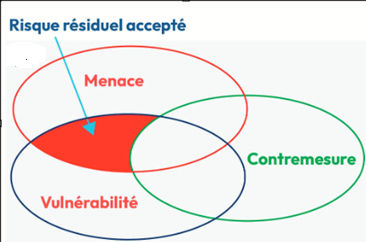 Risque résiduel accepté
Menace
Contremesure
Vulnérabilité